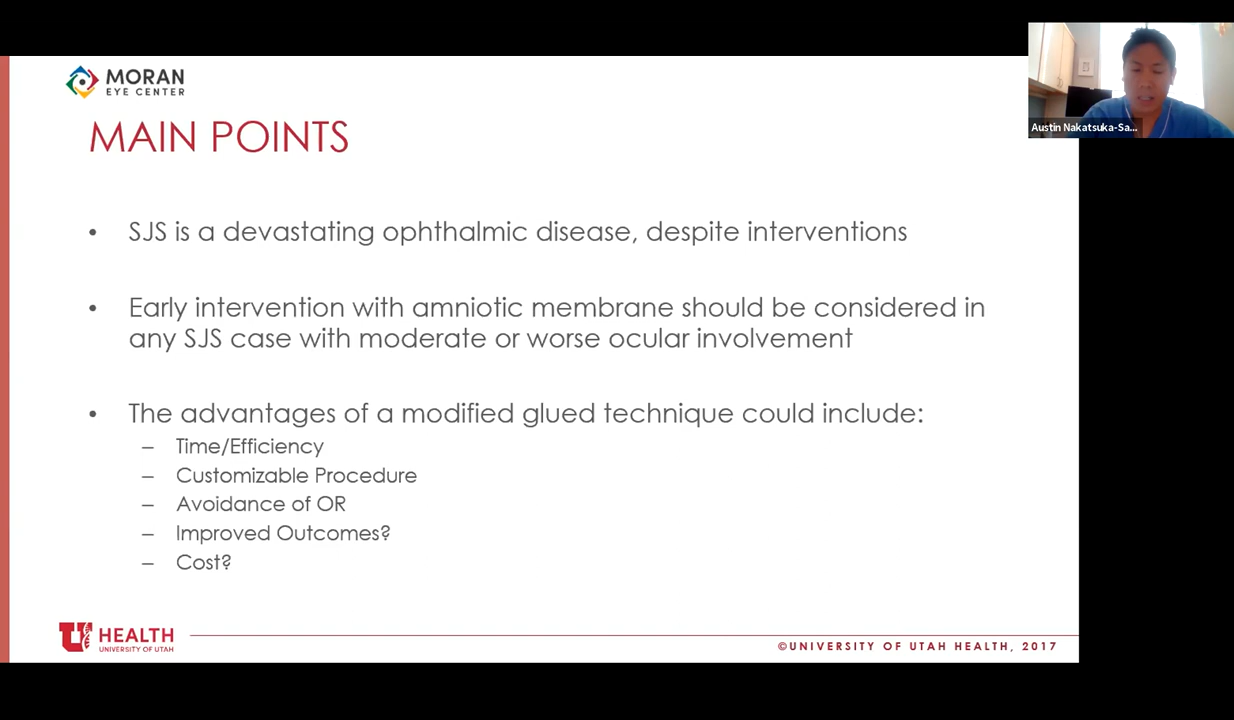 MORAN
EYE CENTER
MAIN POINTS
Austin Nakatsuka-Sa...
• SJS is a devastating ophthalmic disease, despite interventions
• Early intervention with amniotic membrane should be considered in
any SJS case with moderate or worse ocular involvement
• The advantages of a modified glued technique could include:
– Time/Efficiency
– Customizable Procedure
– Avoidance of OR
– Improved Outcomes?
– Cost?
U HEALTH
UNIVERSITY OF UTAH
©UNIVERSITY OF UTAH HEALTH, 2017